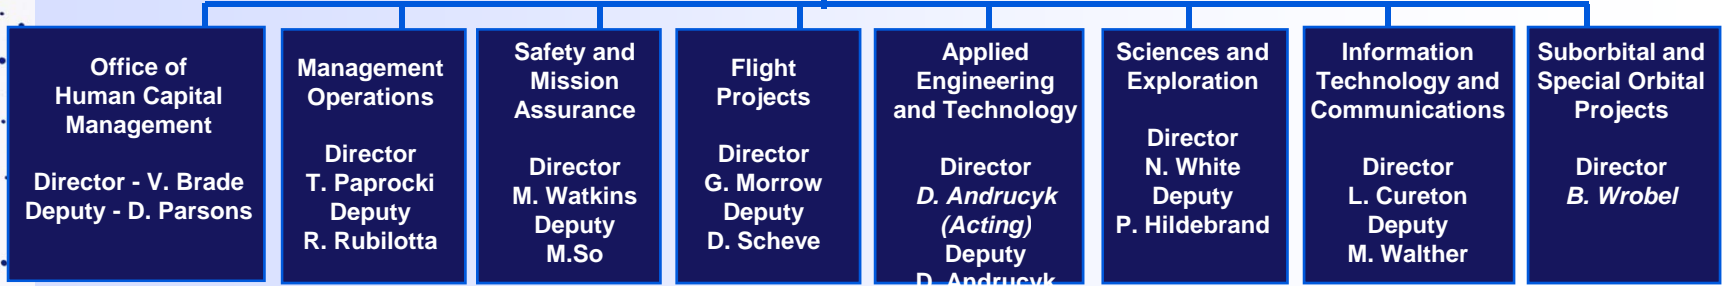 Office of
Human Capital
Management
Director - V. Brade
Deputy - D. Parsons
Management
Operations
Director
T. Paprocki
Deputy
R. Rubilotta
Safety and
Mission
Assurance
Director
M. Watkins
Deputy
M.So
Flight
Projects
Director
G. Morrow
Deputy
D. Scheve
Applied
Engineering
and Technology
Director
D. Andrucyk
(Acting)
Deputy
D. Andrucyk
Sciences and
Exploration
Director
N. White
Deputy
P. Hildebrand
Information
Technology and
Communications
Director
L. Cureton
Deputy
M. Walther
Suborbital and
Special Orbital
Projects
Director
B. Wrobel